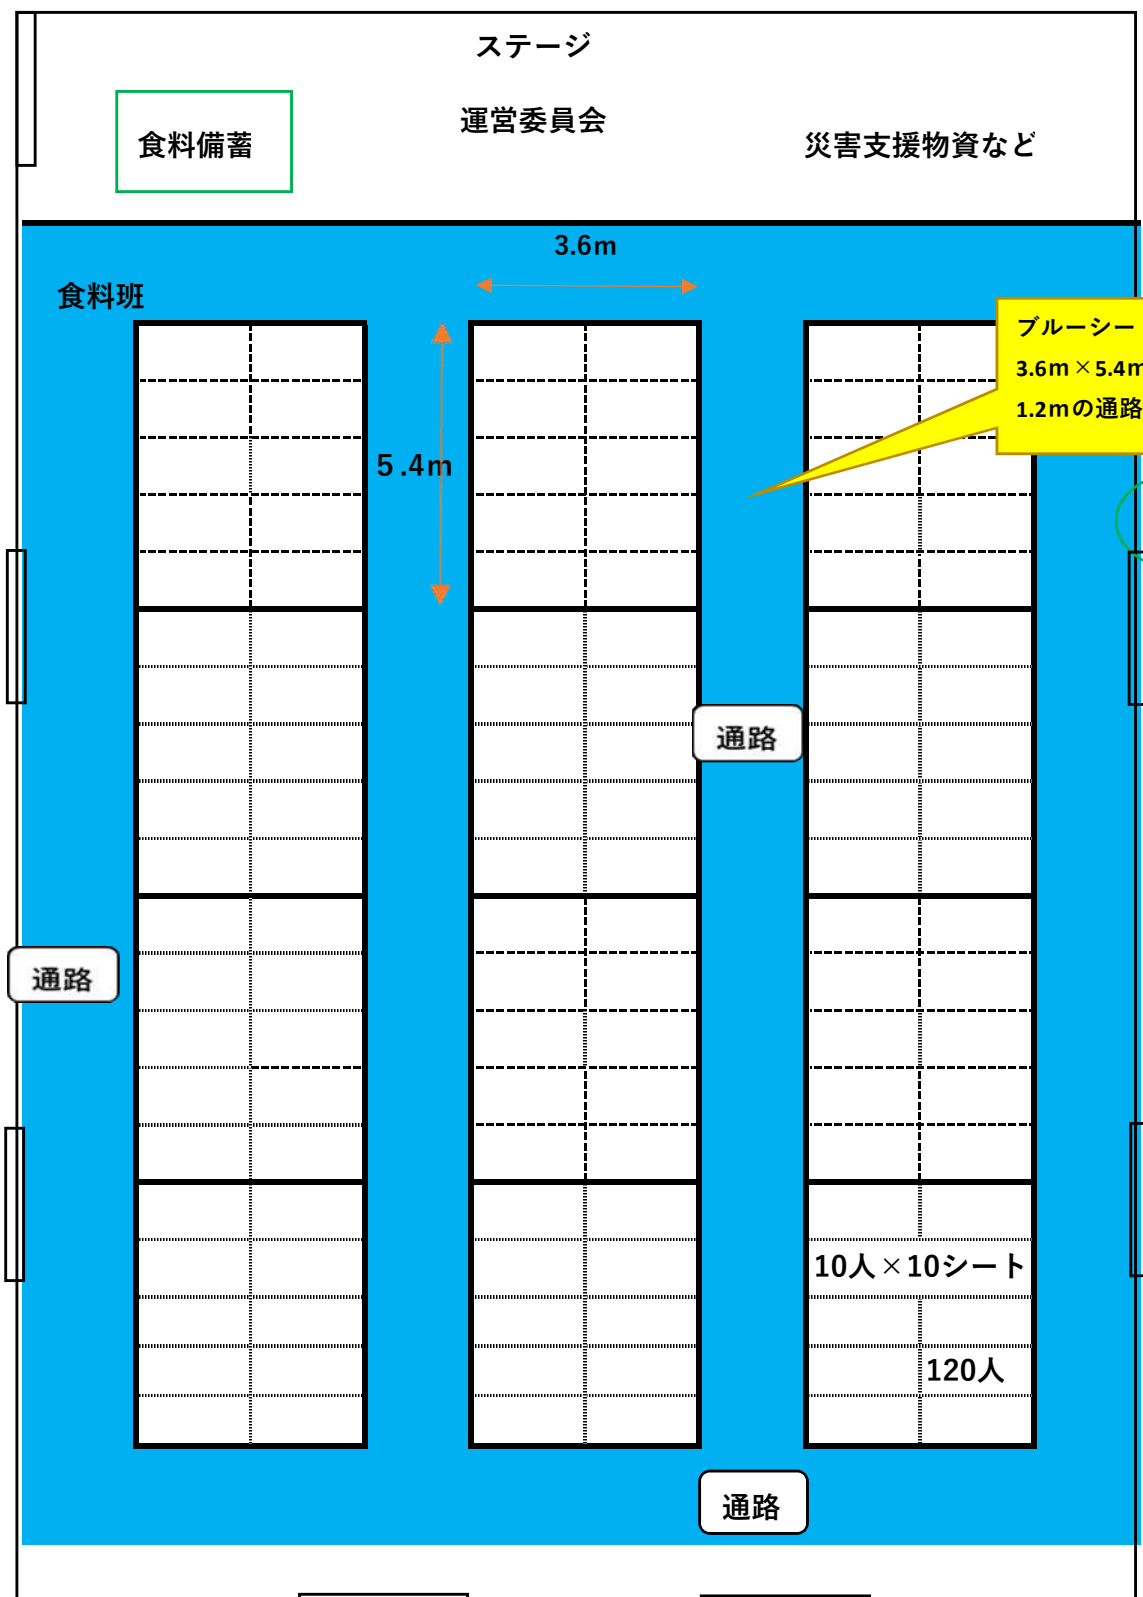 ステージ
運営委員会
食料備蓄
災害支援物資など
3.6m
食料班
ブルーシー
3.6m×5.4m
1.2mの通路
5.4m
通路
通路
10人×10シート
120人
通路